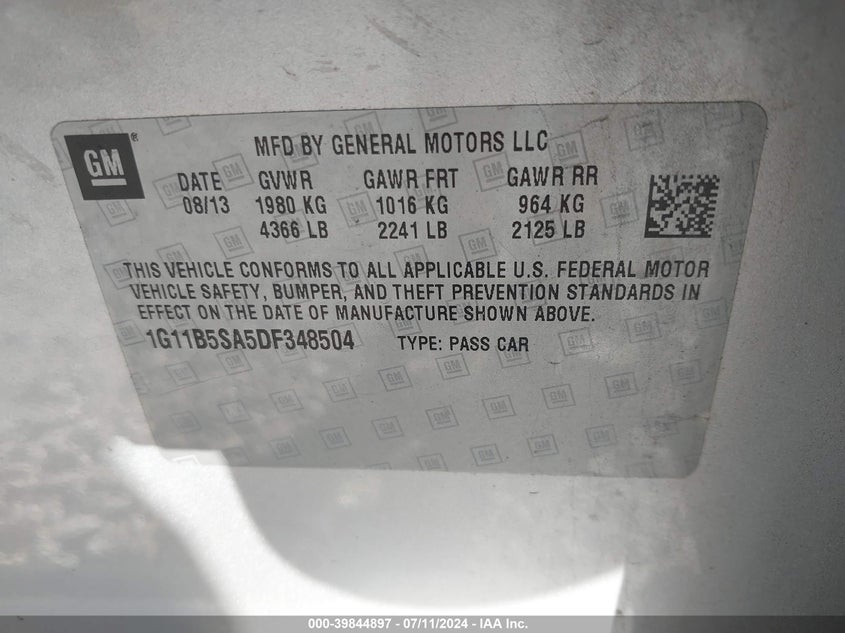 GM ® MFD BY GENERAL MOTORS LLC
DATE GVWR GAWR FRT GAWR RR
08/13 1980 KG 1016 KG 964 KG
4366 LB 2241 LB 2125 LB
THIS VEHICLE CONFORMS TO ALL APPLICABLE U.S. FEDERAL MOTOR
VEHICLE SAFETY, BUMPER, AND THEFT PREVENTION STANDARDS IN
EFFECT ON THE DATE OF MANUFACTURE SHOWN ABOVE.
1G11B5SA5DF348504 TYPE: PASS CAR
000-39844897 - 07/11/2024 - IAA Inc.